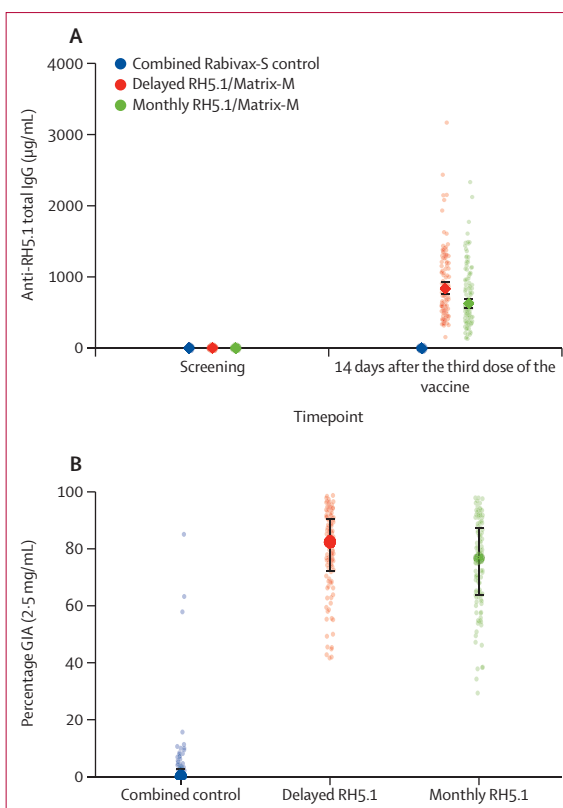 A
Combined Rabivax-S control
Delayed RH5.1/Matrix-M
Monthly RH5.1/Matrix-M
Anti-RH5.1 total IgG (μg/mL)
4000
3000
2000
1000
0
Screening
14 days after the third dose of the
vaccine
Timepoint
B
Percentage GIA (2·5 mg/mL)
100
80
60
40
20
0
Combined control
Delayed RH5.1
Monthly RH5.1